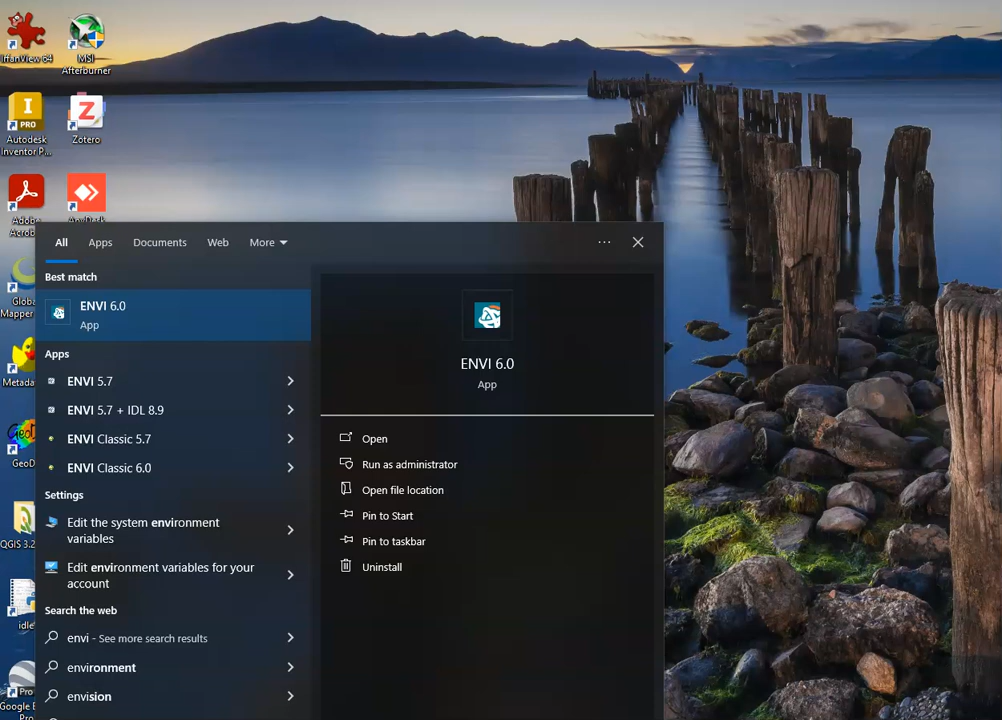 IrfanView 64
MSI
Afterburner
I
PRO
Autodesk
Inventor P...
Z
Zotero
Adobe
Acrob
AnyDesk
Globa
Mapper
Metada
GeoD
QGIS 3.2
idle
Google E
Pro
All
Apps
Documents
Web
More
Best match
ENVI 6.0
App
Apps
ENVI 5.7
ENVI 5.7 + IDL 8.9
ENVI Classic 5.7
ENVI Classic 6.0
Settings
Edit the system environment
variables
Edit environment variables for your
account
Search the web
envi - See more search results
environment
envision
ENVI 6.0
App
Open
Run as administrator
Open file location
Pin to Start
Pin to taskbar
Uninstall